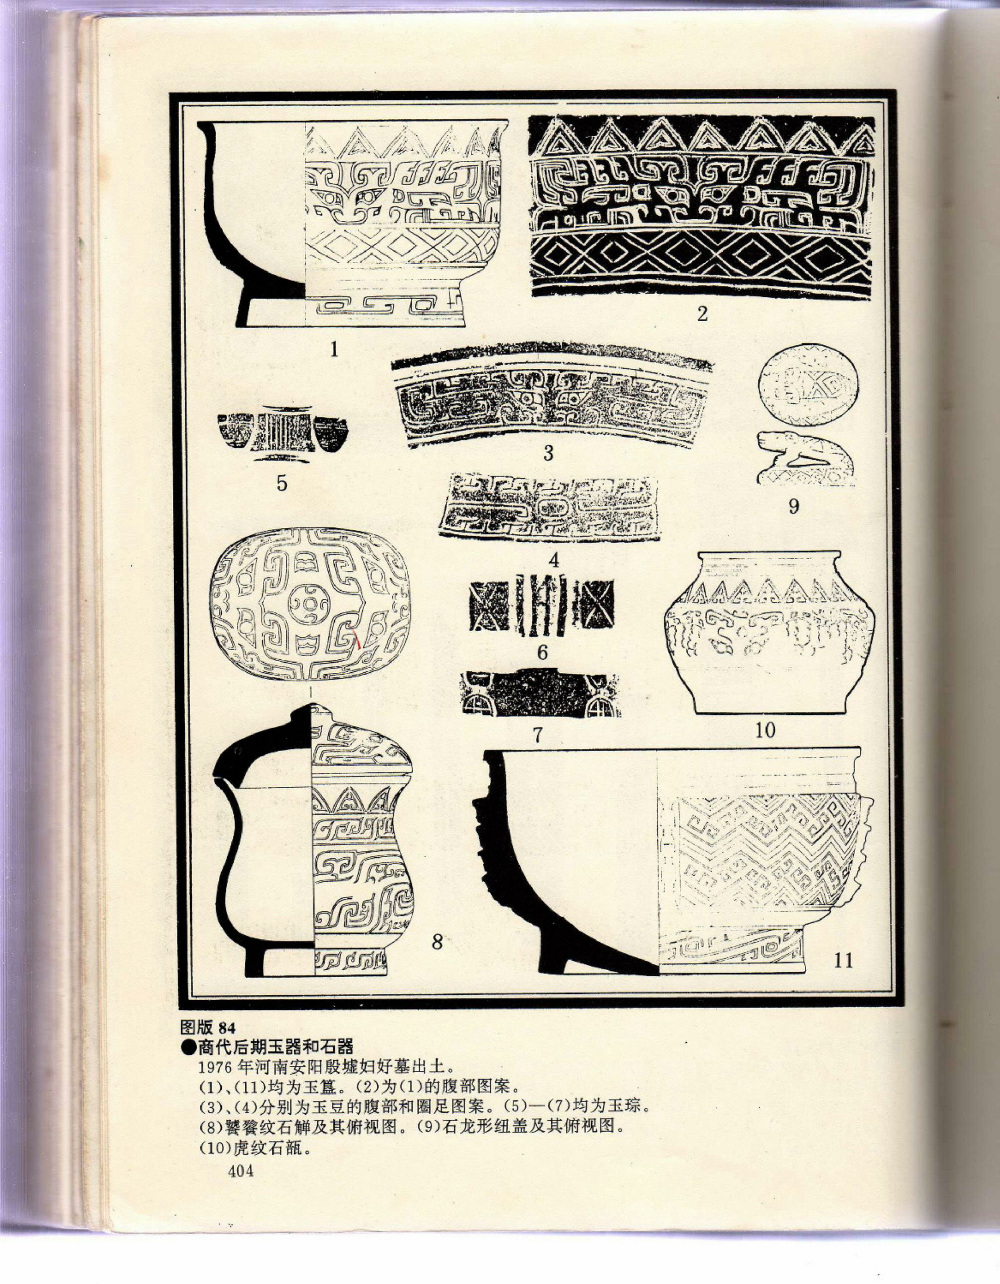 1
2
3
5
9
4
6
7
10
8
11
图版 84
●商代后期玉器和石器
1976 年河南安阳殷墟妇好墓出土。
(1)、(11)均为玉簋。(2)为(1)的腹部图案。
(3)、(4)分别为玉豆的腹部和圈足图案。(5)—(7)均为玉琮。
(8)饕餮纹石觯及其俯视图。(9)石龙形纽盖及其俯视图。
(10)虎纹石瓿。
404